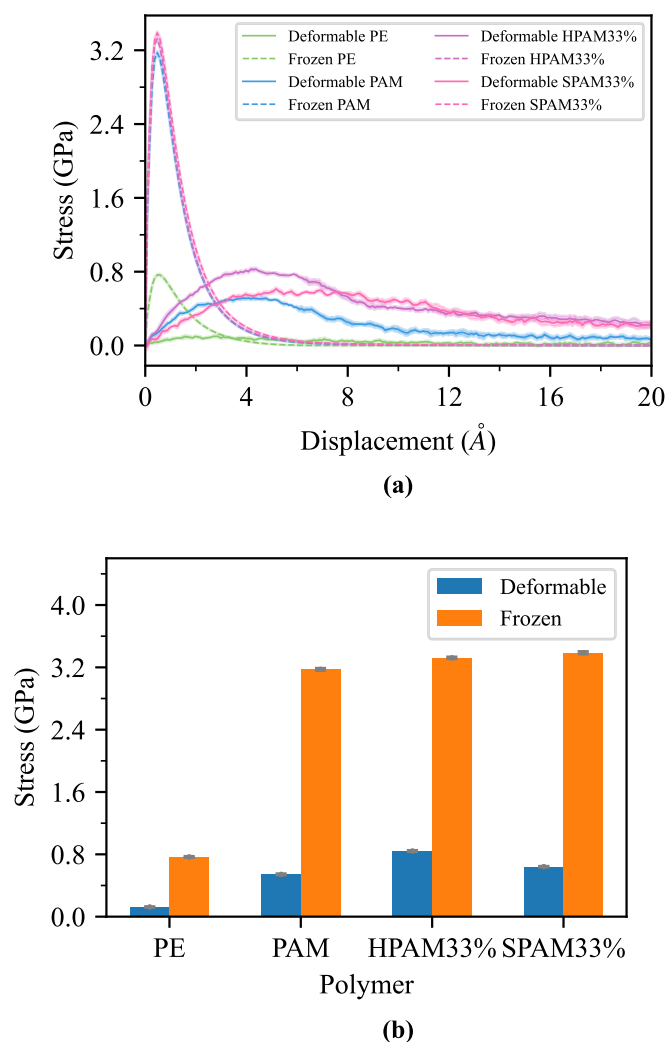 Deformable PE
Frozen PE
Deformable PAM
Frozen PAM
Deformable HPAM33%
Frozen HPAM33%
Deformable SPAM33%
Frozen SPAM33%
3.2
2.4
1.6
0.8
0.0
Stress (GPa)
0 4 8 12 16 20
Displacement (Å)
(a)
Deformable
Frozen
4.0
3.2
2.4
1.6
0.8
0.0
Stress (GPa)
PE PAM HPAM33% SPAM33%
Polymer
(b)